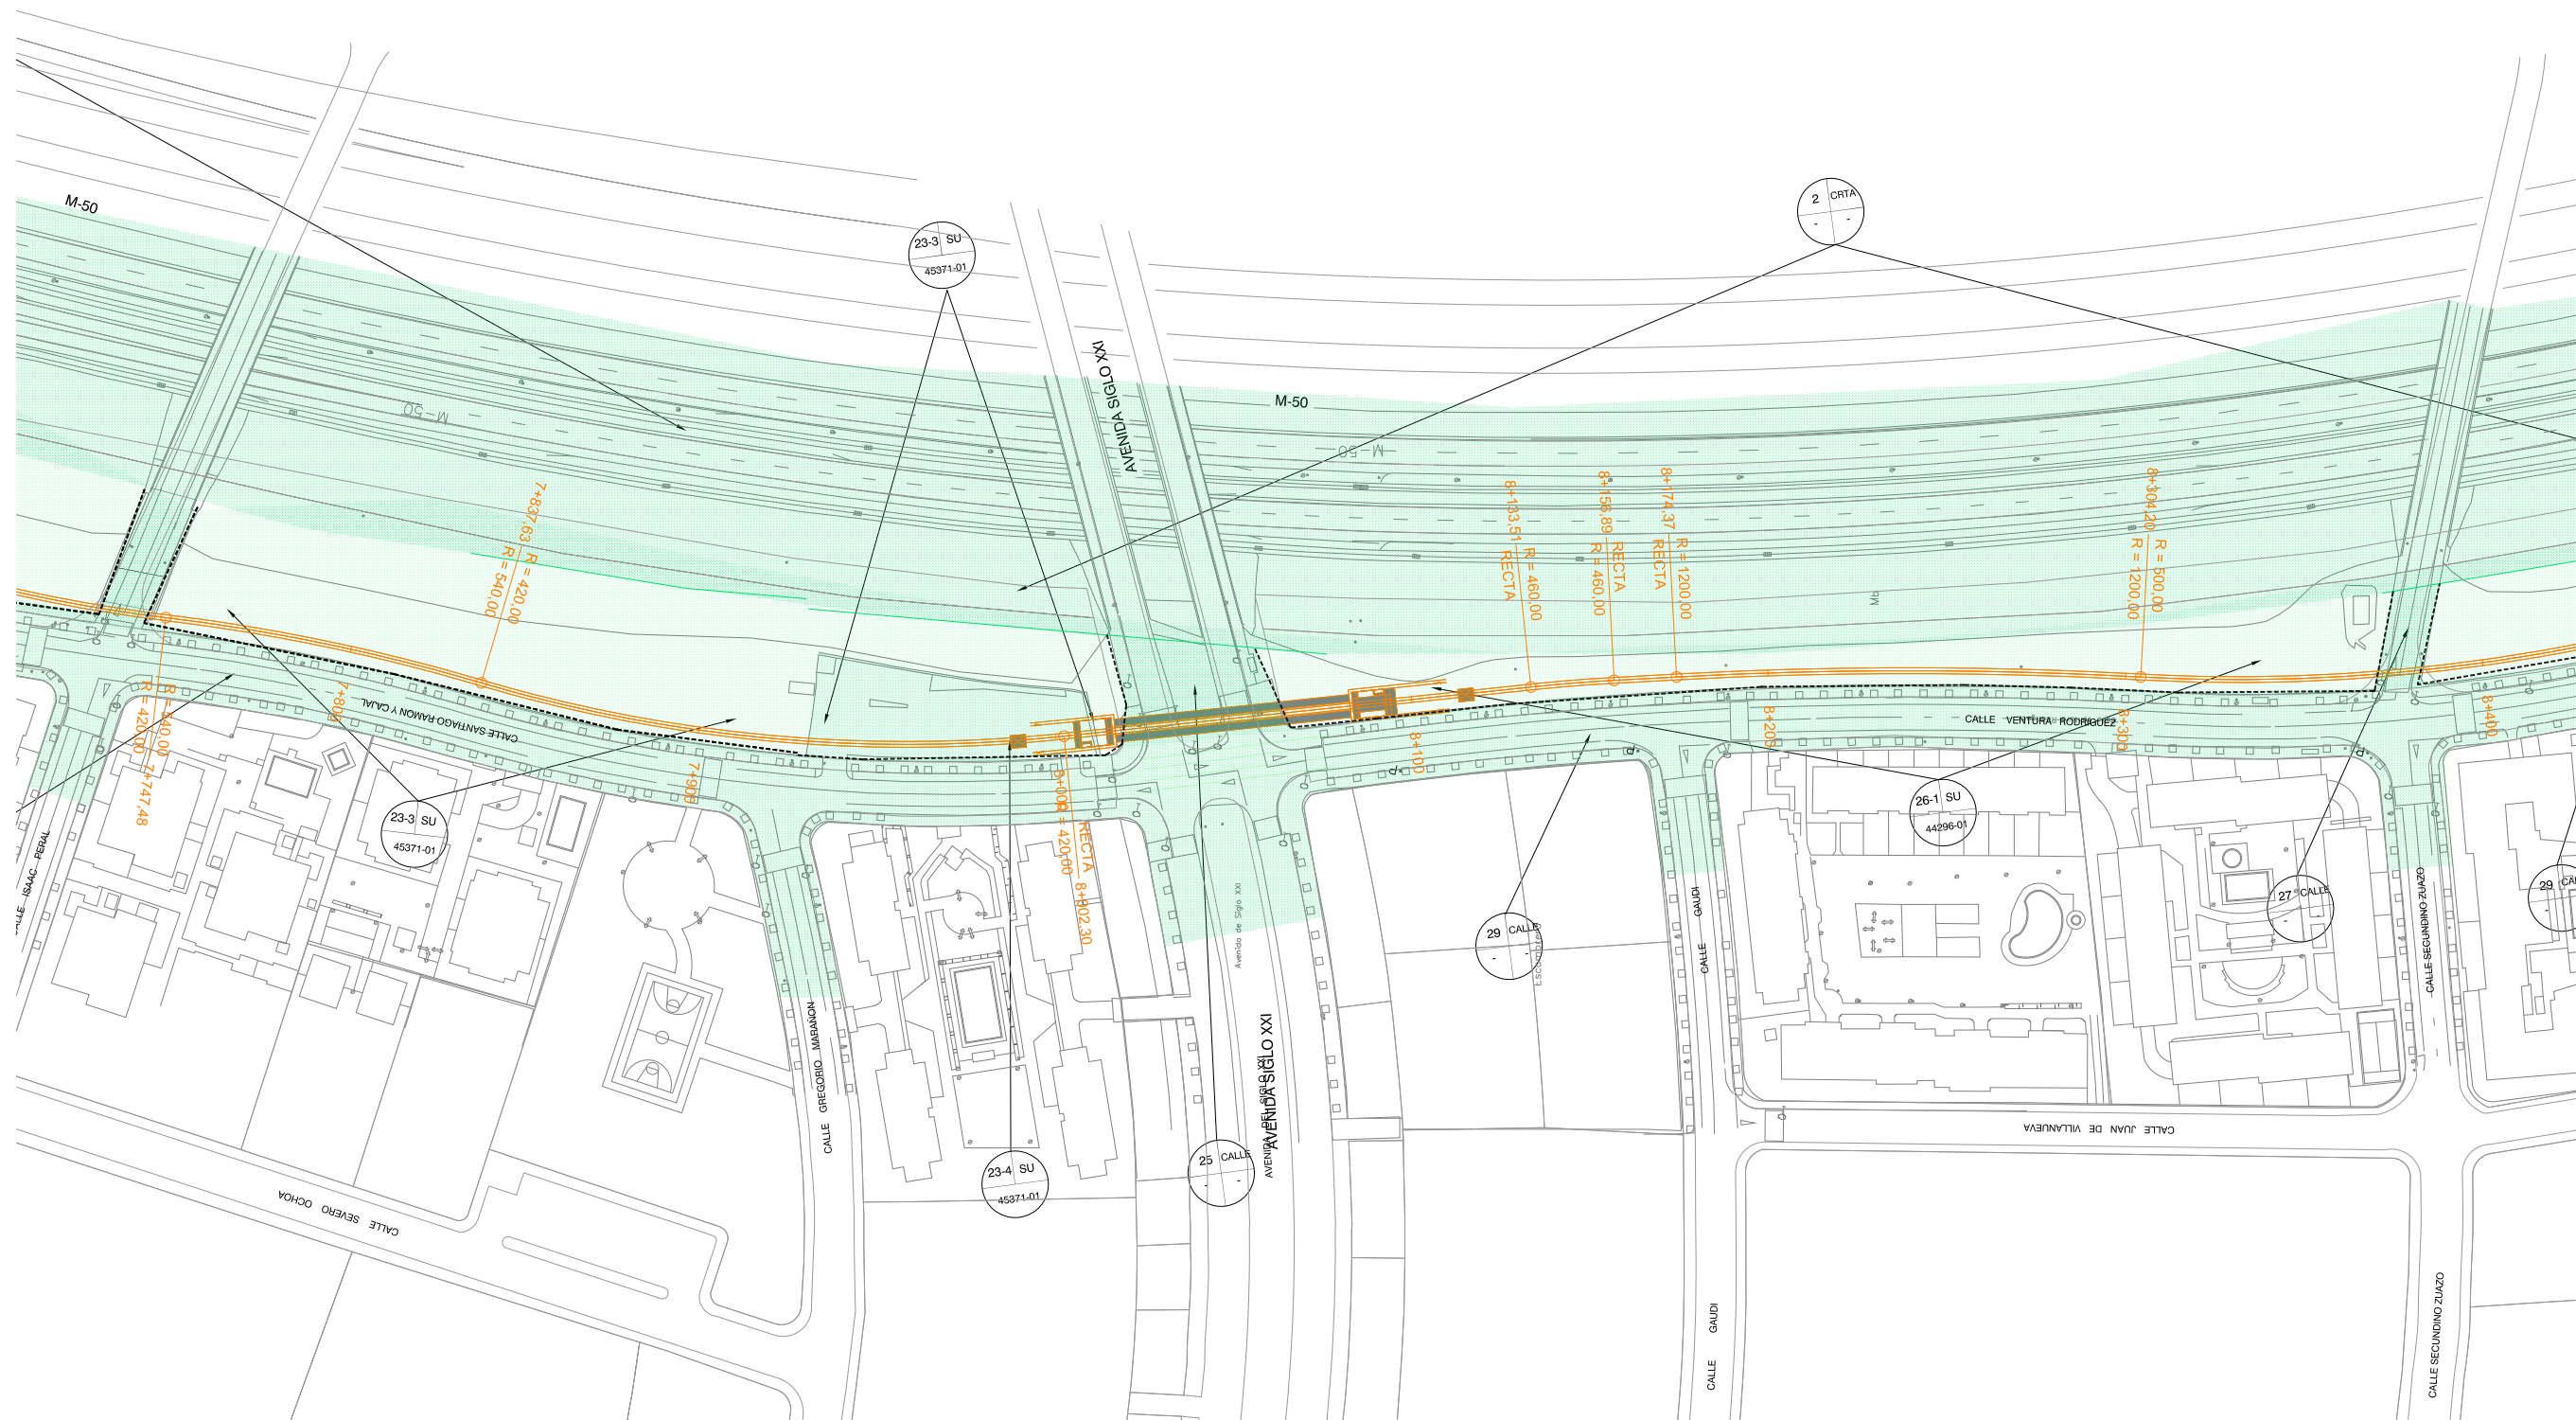 M-50
23-3 SU
45371-01
2 CRTA
- -
AVENIDA SIGLO XXI
M-50
M-50
M-50
7+837,63
R = 540,00
R = 420,00
8+133,51
RECTA
R = 460,00
8+156,89
R = 460,00
RECTA
8+174,37
RECTA
R = 1200,00
8+304,20
R = 1200,00
R = 500,00
Mb
7+747,48
R = 420,00
R = 540,00
7+800
CALLE SANTIAGO RAMON Y CAJAL
7+900
8+000
R = 420,00
RECTA
8+002,30
8+100
8+200
CALLE VENTURA RODRIGUEZ
8+300
8+400
P.
P.
P.
23-3 SU
45371-01
26-1 SU
44296-01
27 CALLE
- -
29 CALLE
- -
29
-
CALLE ISAAC PERAL
CALLE GREGORIO MARAÑON
Avenida de Siglo XXI
Escombrera
CALLE GAUDI
CALLE SECUNDINO ZUAZO
AVENIDA SIGLO XXI
AVENIDA DEL SIGLO XXI
23-4 SU
45371-01
25 CALLE
- -
CALLE JUAN DE VILLANUEVA
CALLE SEVERO OCHOA
CALLE GAUDI
CALLE SECUNDINO ZUAZO